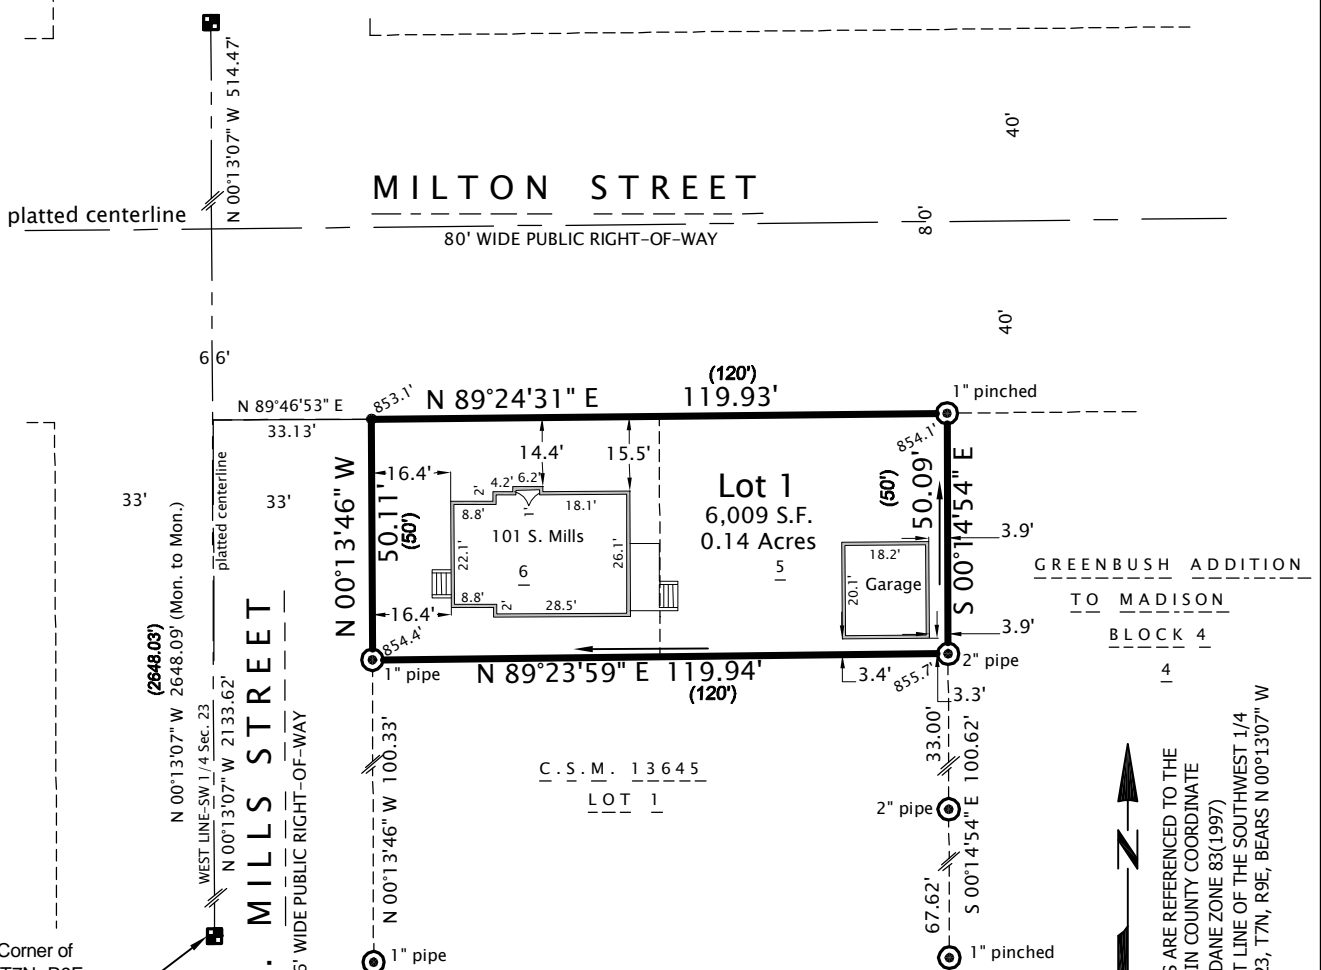 N 00°13'07" W 514.47'
40'
MILTON STREET
platted centerline
80'
80' WIDE PUBLIC RIGHT-OF-WAY
40'
66'
(120')
N 89°24'31" E 119.93'
1" pinched
853.1'
N 89°46'53" E
33.13'
854.1'
14.4'
15.5'
16.4'
platted centerline
33'
33'
N 00°13'46" W
50.11'
(50')
6.2'
4.2'
2'
1'
8.8'
18.1'
101 S. Mills
22.1'
26.1'
6
8.8'
2'
28.5'
16.4'
854.4'
Lot 1
6,009 S.F.
0.14 Acres
5
(50')
50.09'
S 00°14'54" E
3.9'
18.2'
20.1'
Garage
3.9'
GREENBUSH ADDITION
TO MADISON
BLOCK 4
4
1" pipe
N 89°23'59" E 119.94'
(120')
3.4'
855.7'
2" pipe
3.3'
(2648.03')
N 00°13'07" W 2648.09' (Mon. to Mon.)
WEST LINE-SW 1/4 Sec. 23
N 00°13'07" W 2133.62'
. MILLS STREET
6' WIDE PUBLIC RIGHT-OF-WAY
N 00°13'46" W 100.33'
C.S.M. 13645
LOT 1
33.00'
S 00°14'54" E 100.62'
2" pipe
67.62'
N
S ARE REFERENCED TO THE
IN COUNTY COORDINATE
DANE ZONE 83(1997)
T LINE OF THE SOUTHWEST 1/4
3, T7N, R9E, BEARS N 00°13'07" W
Corner of
1" pipe
1" pinched